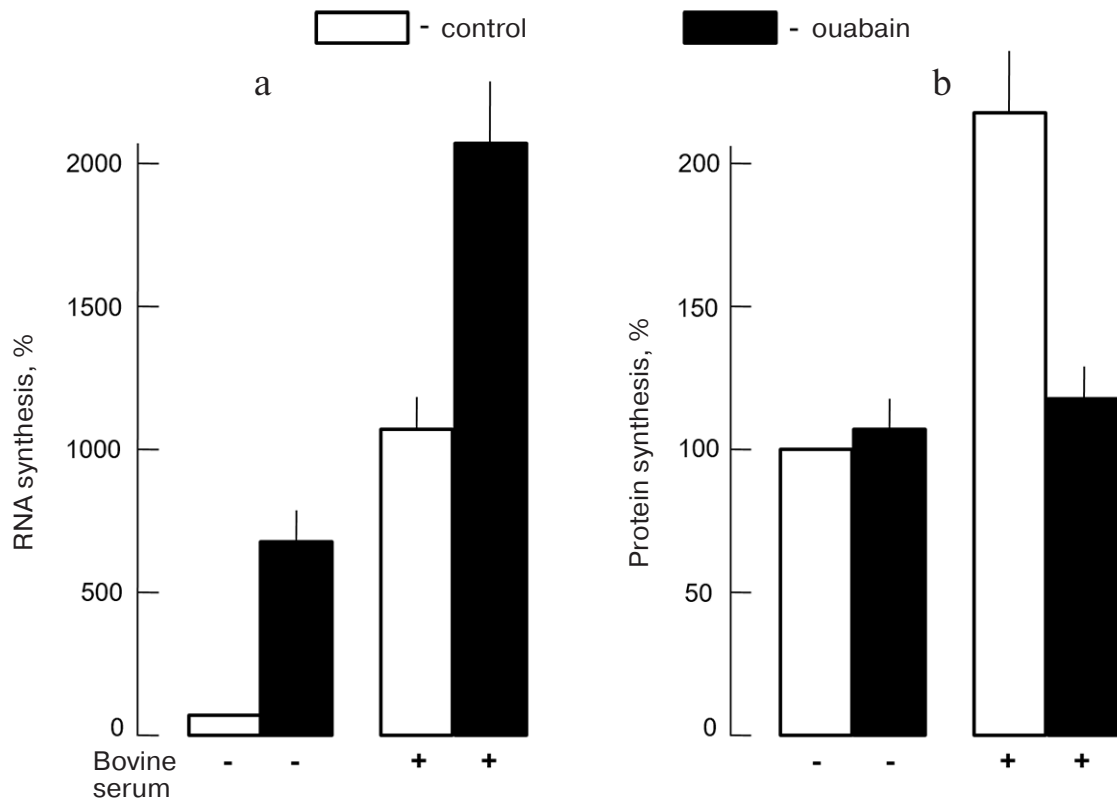 - control
- ouabain
a
b
RNA synthesis, %
2000
1500
1000
500
0
Protein synthesis, %
200
150
100
50
0
Bovine serum
- - + +
- - + +